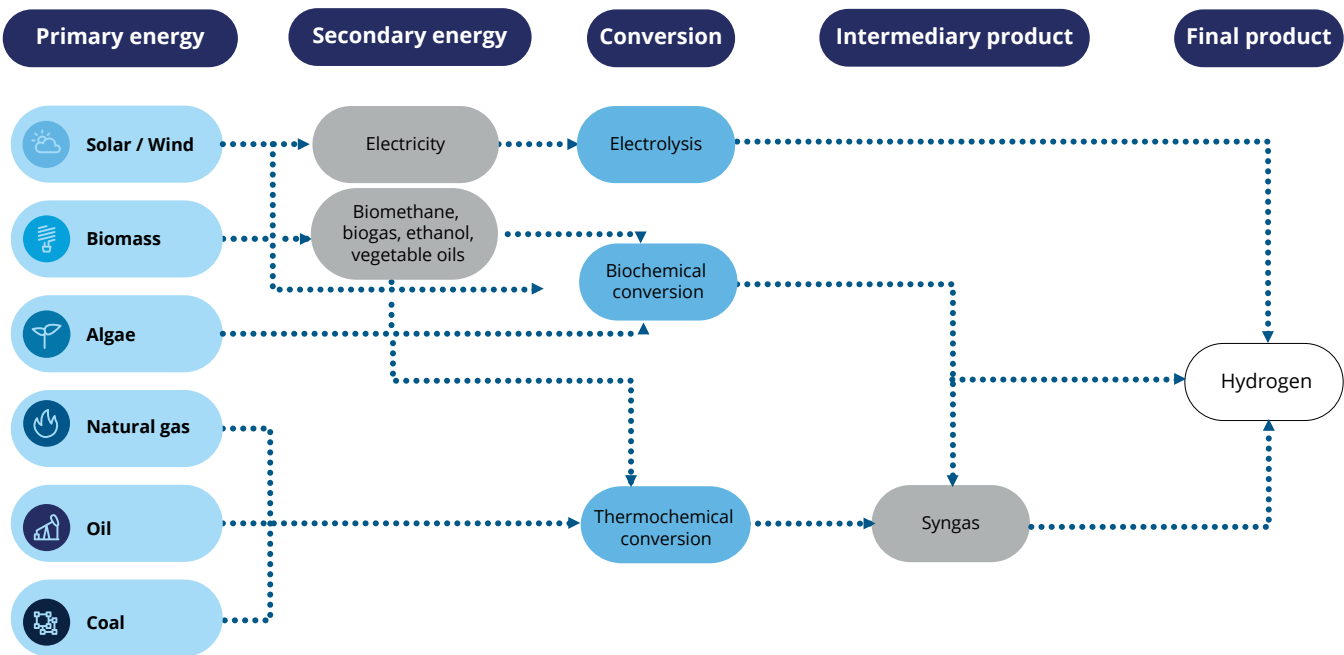 Primary energy
Secondary energy
Conversion
Intermediary product
Final product
Solar / Wind
Electricity
Electrolysis
Biomass
Biomethane,
biogas, ethanol,
vegetable oils
Biochemical
conversion
Algae
Hydrogen
Natural gas
Oil
Thermochemical
conversion
Syngas
Coal